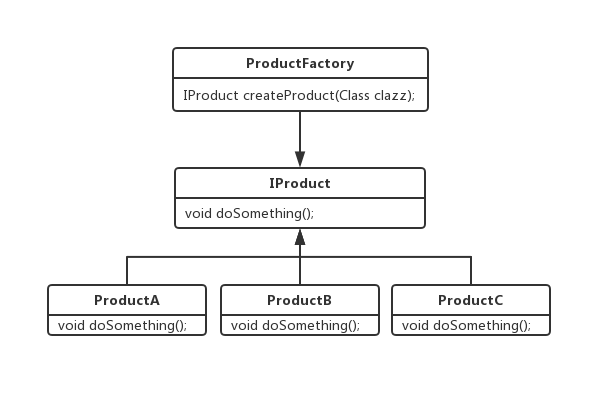 ProductFactory
IProduct createProduct(Class clazz);
IProduct
void doSomething();
ProductA
void doSomething();
ProductB
void doSomething();
ProductC
void doSomething();